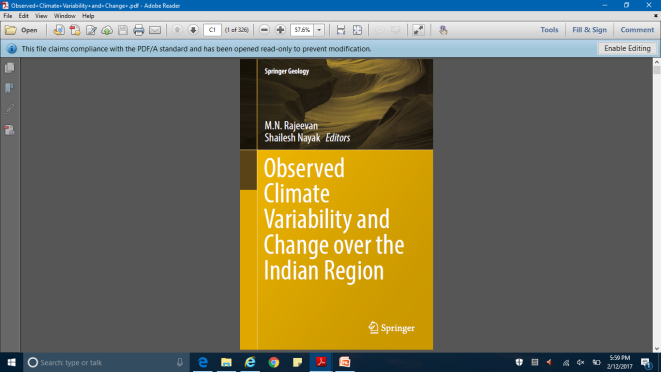 Observed+Climate+Variability+and+Change+.pdf - Adobe Reader
File Edit View Window Help
Open
C1
(1 of 326)
57.6%
Tools
Fill & Sign
Comment
This file claims compliance with the PDF/A standard and has been opened read-only to prevent modification.
Enable Editing
Springer Geology
M.N. Rajeevan
Shailesh Nayak Editors
Observed
Climate
Variability and
Change over the
Indian Region
Springer
Search: type or talk
5:59 PM
2/12/2017